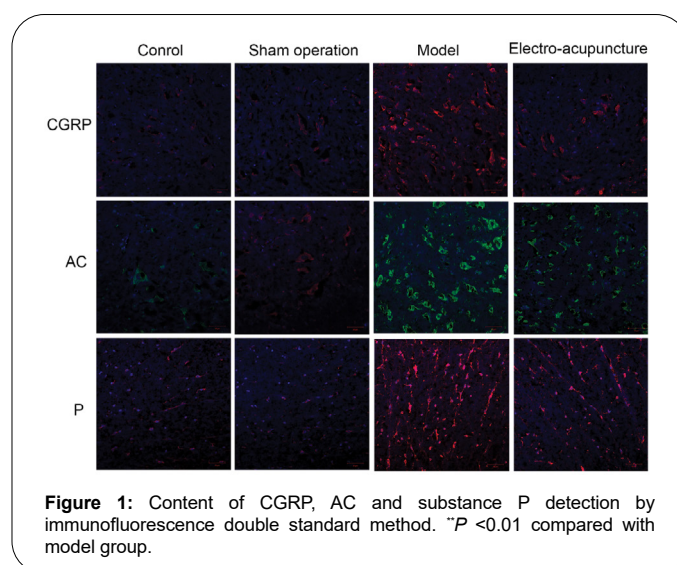 Conrol Sham operation Model Electro-acupuncture
CGRP
AC
P
Figure 1: Content of CGRP, AC and substance P detection by
immunofluorescence double standard method. **P <0.01 compared with
model group.